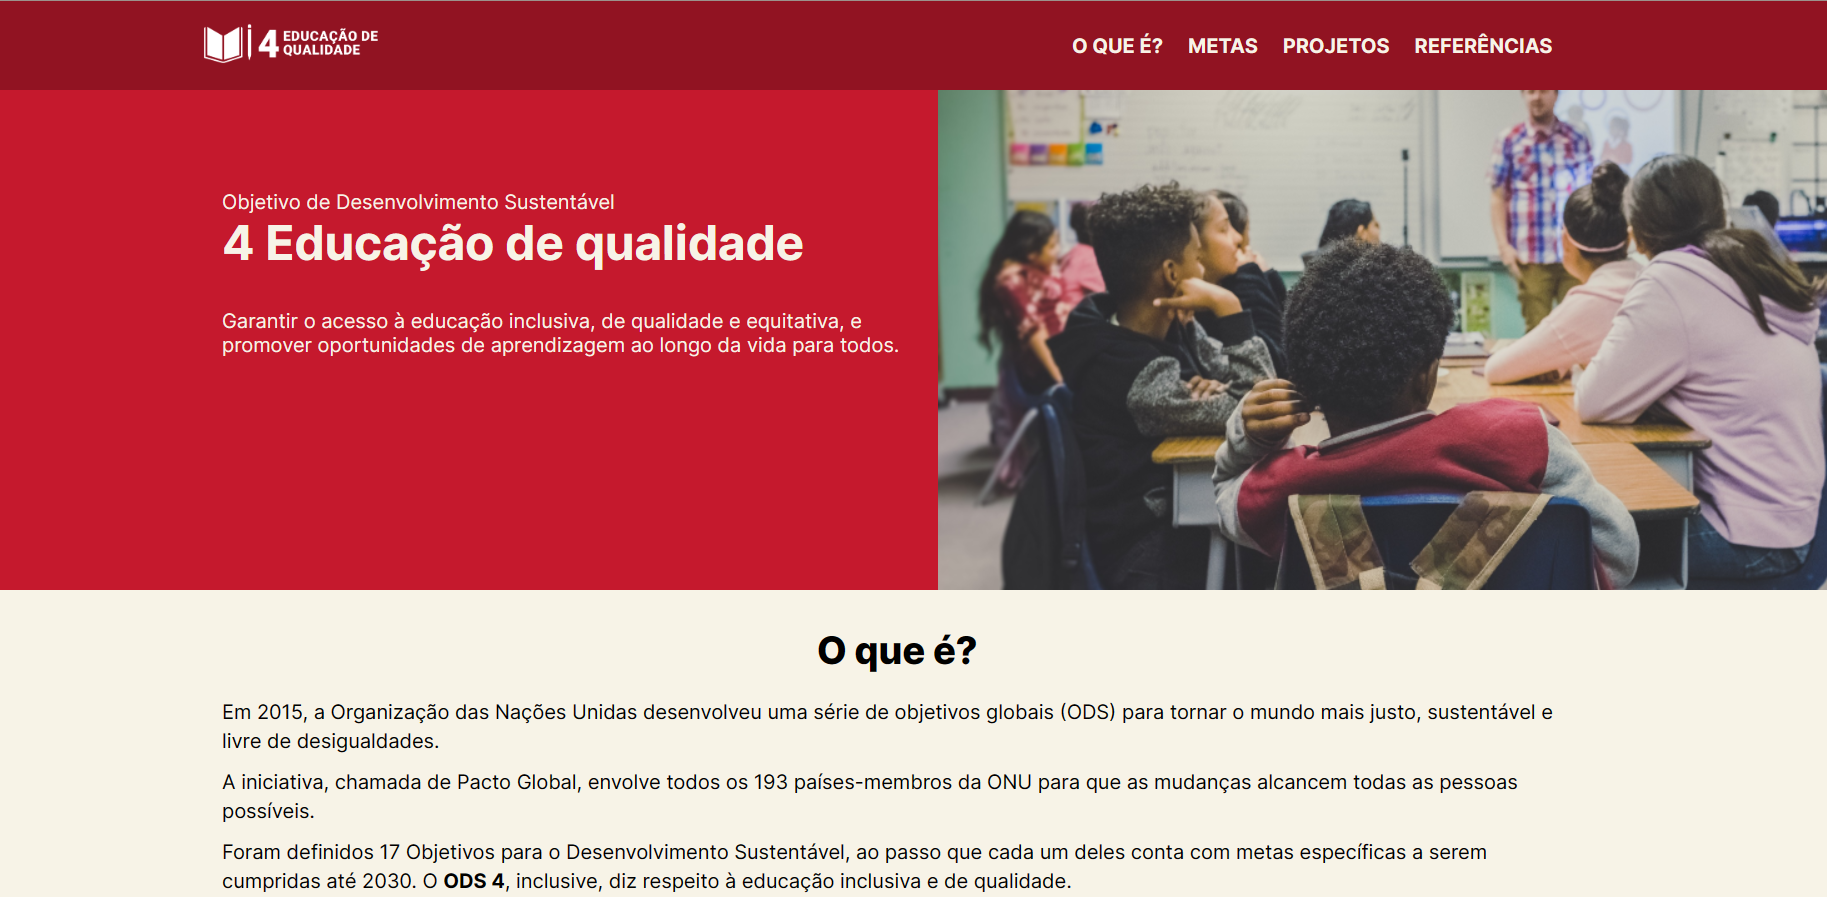 4 EDUCAÇÃO DE
QUALIDADE
O QUE É? METAS PROJETOS REFERÊNCIAS
Objetivo de Desenvolvimento Sustentável
4 Educação de qualidade
Garantir o acesso à educação inclusiva, de qualidade e equitativa, e
promover oportunidades de aprendizagem ao longo da vida para todos.
O que é?
Em 2015, a Organização das Nações Unidas desenvolveu uma série de objetivos globais (ODS) para tornar o mundo mais justo, sustentável e
livre de desigualdades.
A iniciativa, chamada de Pacto Global, envolve todos os 193 países-membros da ONU para que as mudanças alcancem todas as pessoas
possíveis.
Foram definidos 17 Objetivos para o Desenvolvimento Sustentável, ao passo que cada um deles conta com metas específicas a serem
cumpridas até 2030. O ODS 4, inclusive, diz respeito à educação inclusiva e de qualidade.